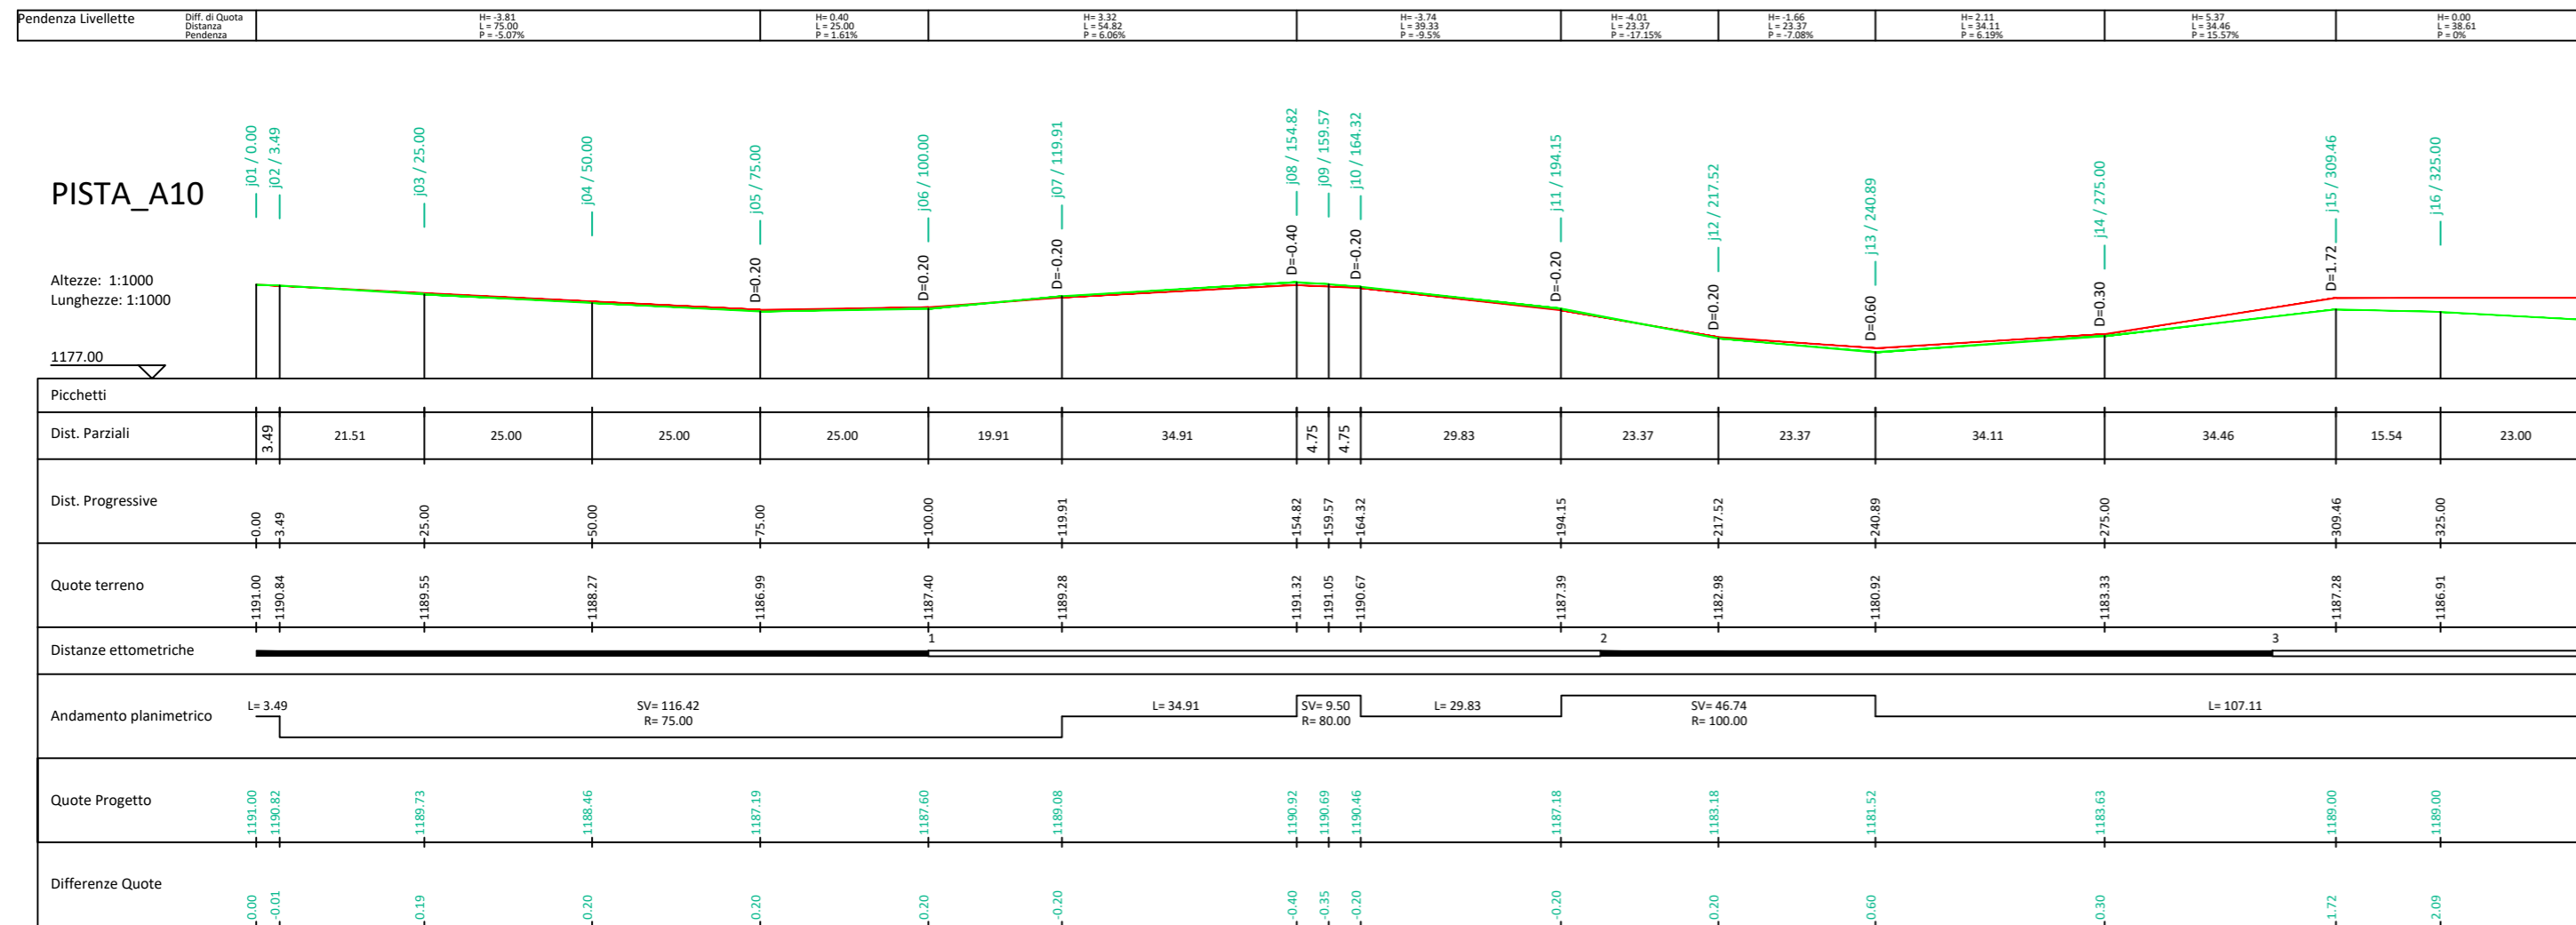 Pendenza Livellette
Diff. di Quota
Distanza
Pendenza
H= -3.81
L = 75.00
P = -5.07%
H= 0.40
L = 25.00
P = 1.61%
H= 3.32
L = 54.82
P = 6.06%
H= -3.74
L = 39.33
P = -9.5%
H= -4.01
L = 23.37
P = -17.15%
H= -1.66
L = 23.37
P = -7.08%
H= 2.11
L = 34.11
P = 6.19%
H= 5.37
L = 34.46
P = 15.57%
H= 0.00
L = 38.61
P = 0%
j01 / 0.00
j02 / 3.49
j03 / 25.00
j04 / 50.00
j05 / 75.00
j06 / 100.00
j07 / 119.91
j08 / 154.82
j09 / 159.57
j10 / 164.32
j11 / 194.15
j12 / 217.52
j13 / 240.89
j14 / 275.00
j15 / 309.46
j16 / 325.00
PISTA_A10
D=0.20
D=0.20
D=-0.20
D=-0.40
D=-0.20
D=-0.20
D=0.20
D=0.60
D=0.30
D=1.72
Altezze: 1:1000
Lunghezze: 1:1000
1177.00
Picchetti
Dist. Parziali
3.49
21.51
25.00
25.00
25.00
19.91
34.91
4.75
4.75
29.83
23.37
23.37
34.11
34.46
15.54
23.00
Dist. Progressive
0.00
3.49
25.00
50.00
75.00
100.00
119.91
154.82
159.57
164.32
194.15
217.52
240.89
275.00
309.46
325.00
Quote terreno
1191.00
1190.84
1189.55
1188.27
1186.99
1187.40
1189.28
1191.32
1191.05
1190.67
1187.39
1182.98
1180.92
1183.33
1187.28
1186.91
Distanze ettometriche
1
2
3
Andamento planimetrico
L= 3.49
SV= 116.42
R= 75.00
L= 34.91
SV= 9.50
R= 80.00
L= 29.83
SV= 46.74
R= 100.00
L= 107.11
Quote Progetto
1191.00
1190.82
1189.73
1188.46
1187.19
1187.60
1189.08
1190.92
1190.69
1190.46
1187.18
1183.18
1181.52
1183.63
1189.00
1189.00
Differenze Quote
0.00
-0.01
0.19
0.20
0.20
0.20
-0.20
-0.40
-0.35
-0.20
-0.20
0.20
0.60
0.30
1.72
2.09